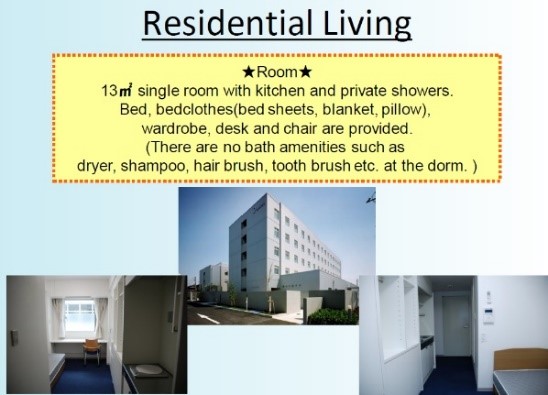 Residential Living
★Room★
13㎡ single room with kitchen and private showers.
Bed, bedclothes(bed sheets, blanket, pillow),
wardrobe, desk and chair are provided.
(There are no bath amenities such as
dryer, shampoo, hair brush, tooth brush etc. at the dorm. )